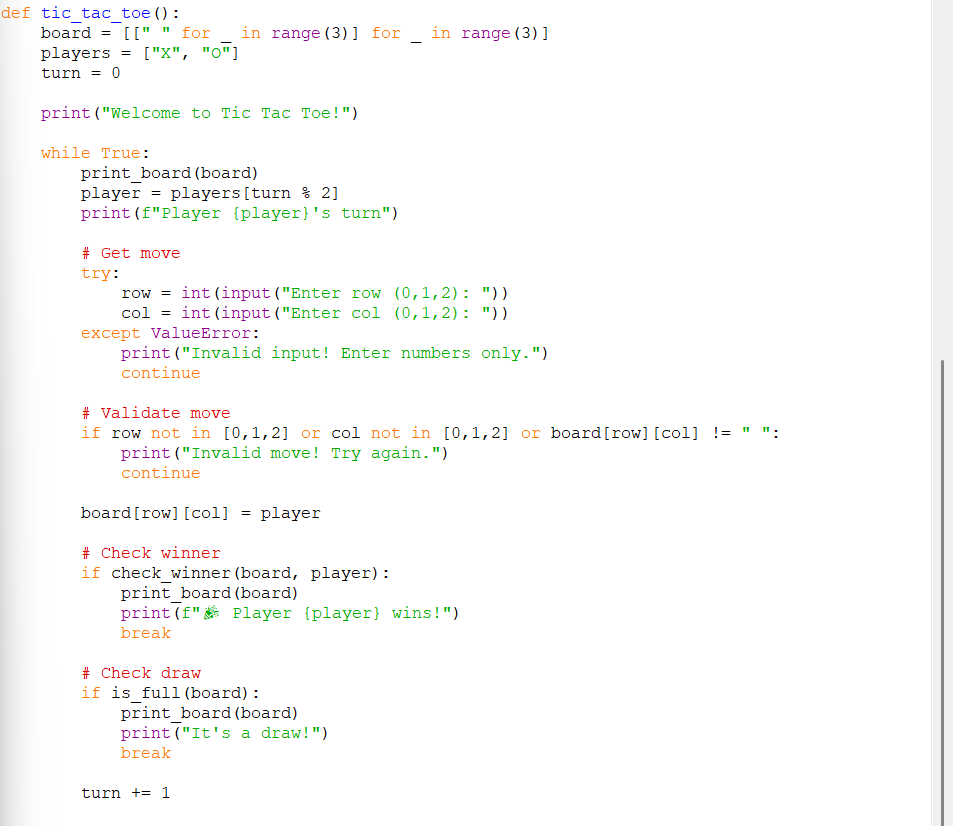 def tic_tac_toe():
    board = [[" " for _ in range(3)] for _ in range(3)]
    players = ["X", "O"]
    turn = 0

    print("Welcome to Tic Tac Toe!")

    while True:
        print_board(board)
        player = players[turn % 2]
        print(f"Player {player}'s turn")

        # Get move
        try:
            row = int(input("Enter row (0,1,2): "))
            col = int(input("Enter col (0,1,2): "))
        except ValueError:
            print("Invalid input! Enter numbers only.")
            continue

        # Validate move
        if row not in [0,1,2] or col not in [0,1,2] or board[row][col] != " ":
            print("Invalid move! Try again.")
            continue

        board[row][col] = player

        # Check winner
        if check_winner(board, player):
            print_board(board)
            print(f"🎉 Player {player} wins!")
            break

        # Check draw
        if is_full(board):
            print_board(board)
            print("It's a draw!")
            break

        turn += 1